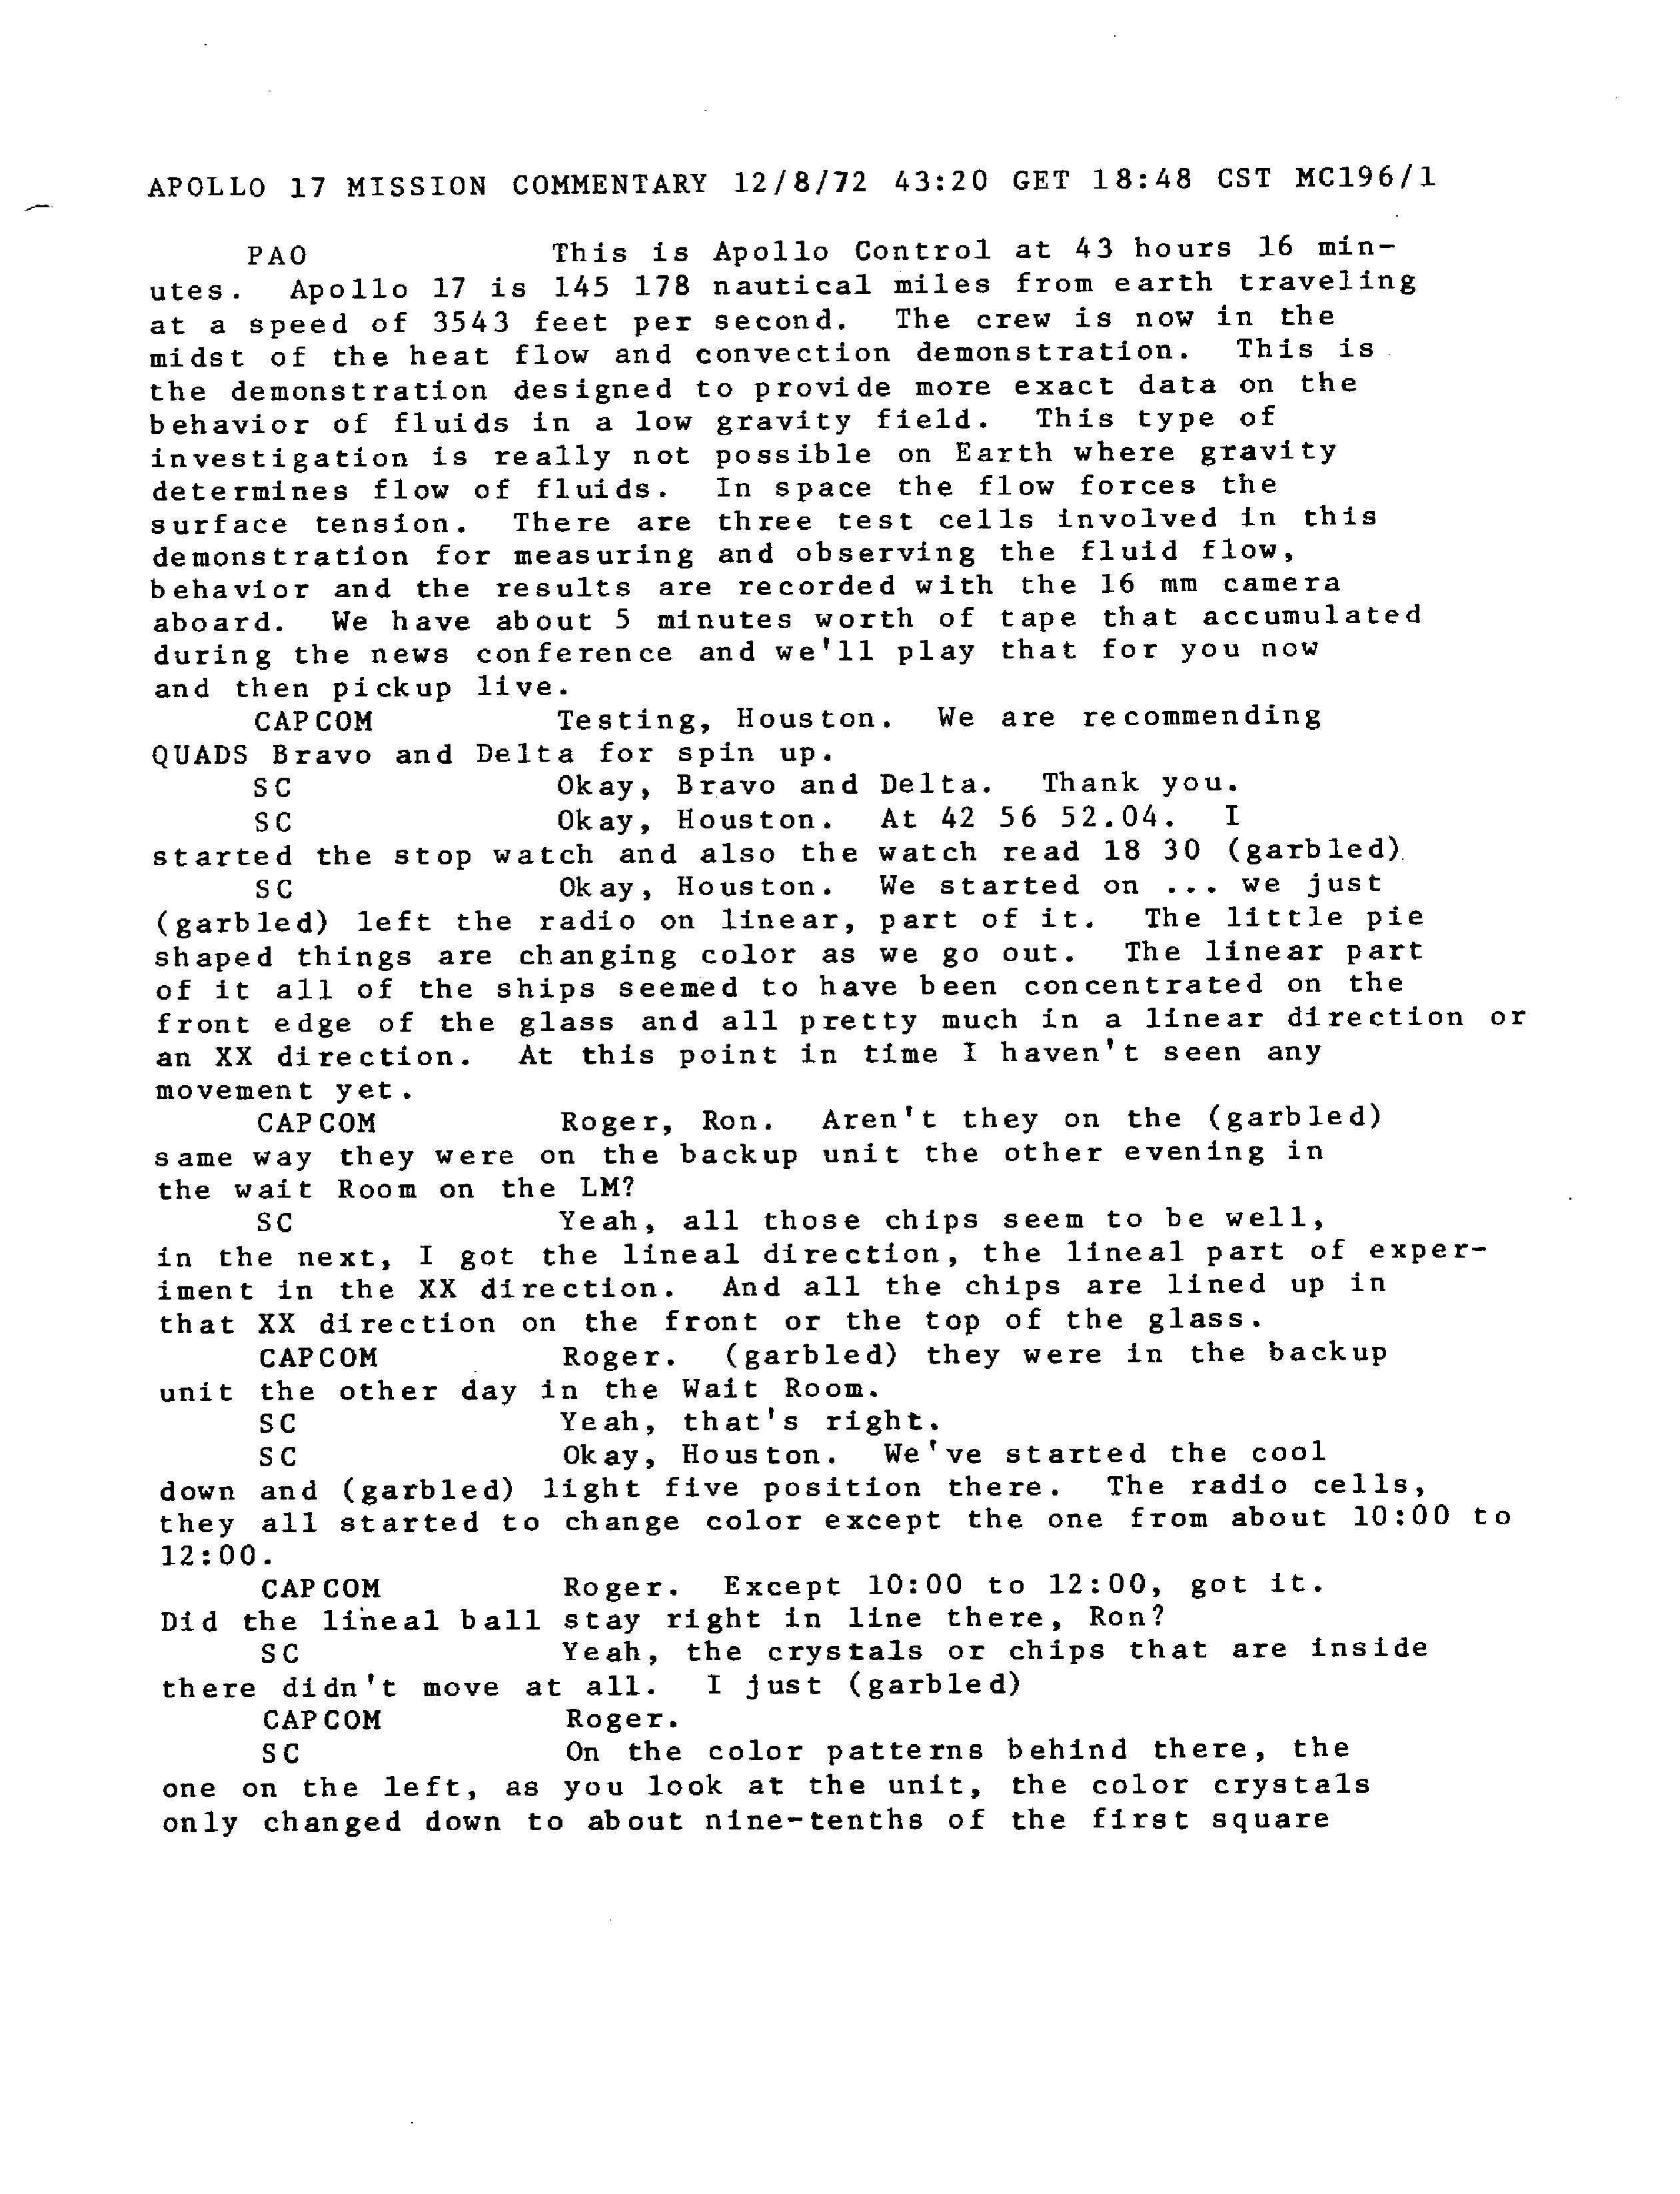 APOLLO 17 MISSION COMMENTARY 12/8/72 43:20 GET 18:48 CST MC196/1
PAO This is Apollo Control at 43 hours 16 min-
utes. Apollo 17 is 145 178 nautical miles from earth traveling
at a speed of 3543 feet per second. The crew is now in the
midst of the heat flow and convection demonstration. This is
the demonstration designed to provide more exact data on the
behavior of fluids in a low gravity field. This type of
investigation is really not possible on Earth where gravity
determines flow of fluids. In space the flow forces the
surface tension. There are three test cells involved in this
demonstration for measuring and observing the fluid flow,
behavior and the results are recorded with the 16 mm camera
aboard. We have about 5 minutes worth of tape that accumulated
during the news conference and we'll play that for you now
and then pickup live.
CAPCOM Testing, Houston. We are recommending
QUADS Bravo and Delta for spin up.
SC Okay, Bravo and Delta. Thank you.
SC Okay, Houston. At 42 56 52.04. I
started the stop watch and also the watch read 18 30 (garbled)
SC Okay, Houston. We started on ... we just
(garbled) left the radio on linear, part of it. The little pie
shaped things are changing color as we go out. The linear part
of it all of the ships seemed to have been concentrated on the
front edge of the glass and all pretty much in a linear direction or
an XX direction. At this point in time I haven't seen any
movement yet.
CAPCOM Roger, Ron. Aren't they on the (garbled)
same way they were on the backup unit the other evening in
the wait Room on the LM?
SC Yeah, all those chips seem to be well,
in the next, I got the lineal direction, the lineal part of exper-
iment in the XX direction. And all the chips are lined up in
that XX direction on the front or the top of the glass.
CAPCOM Roger. (garbled) they were in the backup
unit the other day in the Wait Room.
SC Yeah, that's right.
SC Okay, Houston. We've started the cool
down and (garbled) light five position there. The radio cells,
they all started to change color except the one from about 10:00 to
12:00.
CAPCOM Roger. Except 10:00 to 12:00, got it.
Did the lineal ball stay right in line there, Ron?
SC Yeah, the crystals or chips that are inside
there didn't move at all. I just (garbled)
CAPCOM Roger.
SC On the color patterns behind there, the
one on the left, as you look at the unit, the color crystals
only changed down to about nine-tenths of the first square